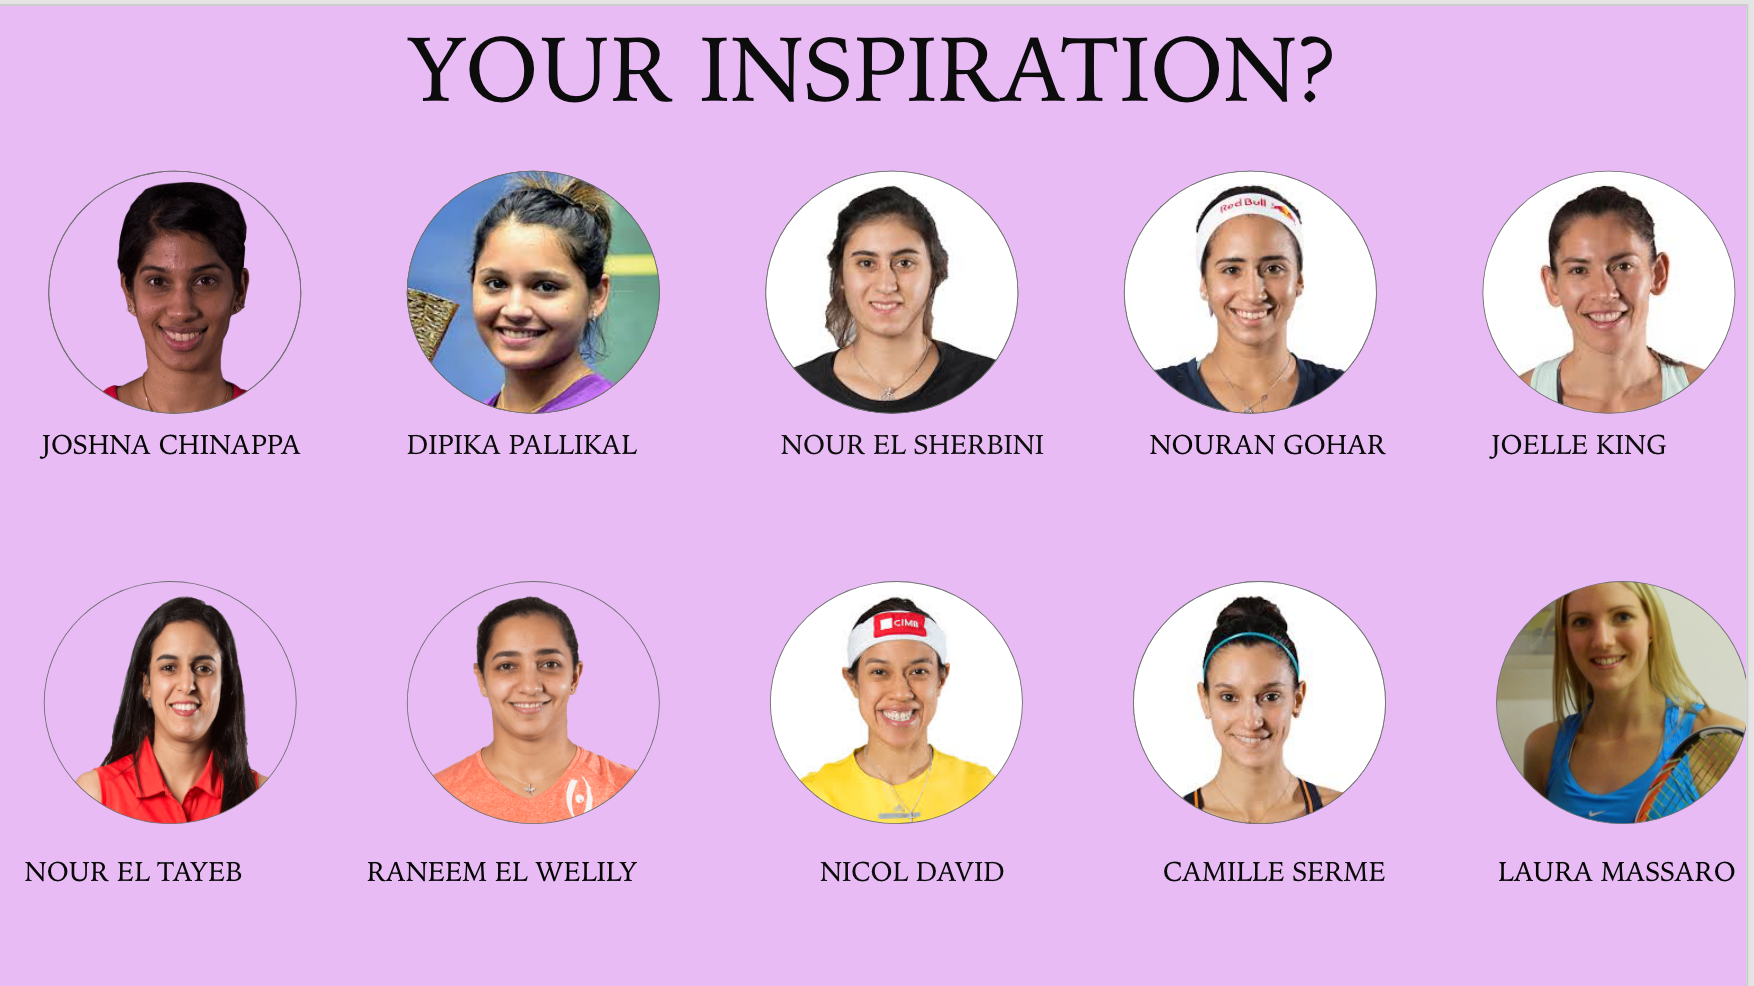 YOUR INSPIRATION?
Red Bull
JOSHNA CHINAPPA
DIPIKA PALLIKAL
NOUR EL SHERBINI
NOURAN GOHAR
JOELLE KING
CIMB
NOUR EL TAYEB
RANEEM EL WELILY
NICOL DAVID
CAMILLE SERME
LAURA MASSARO